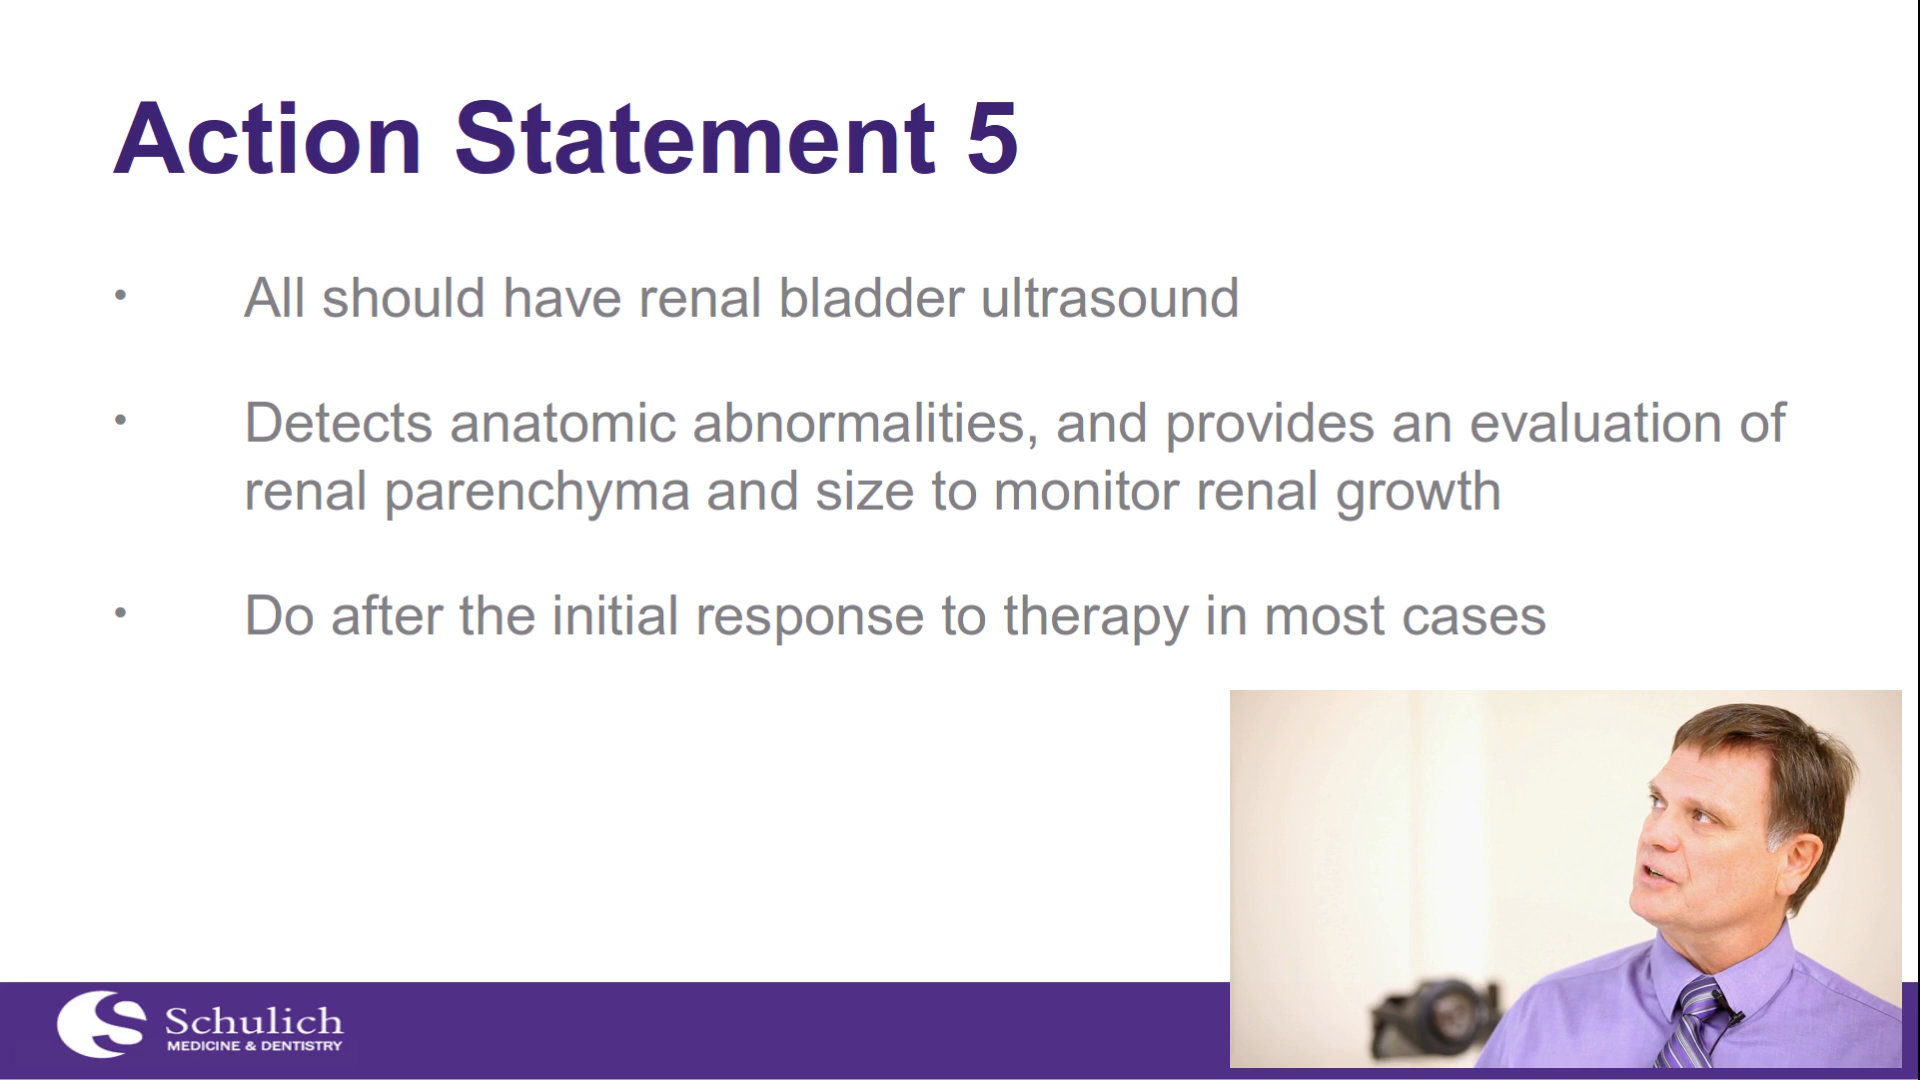 Action Statement 5
• All should have renal bladder ultrasound
• Detects anatomic abnormalities, and provides an evaluation of
renal parenchyma and size to monitor renal growth
• Do after the initial response to therapy in most cases
Schulich
MEDICINE & DENTISTRY